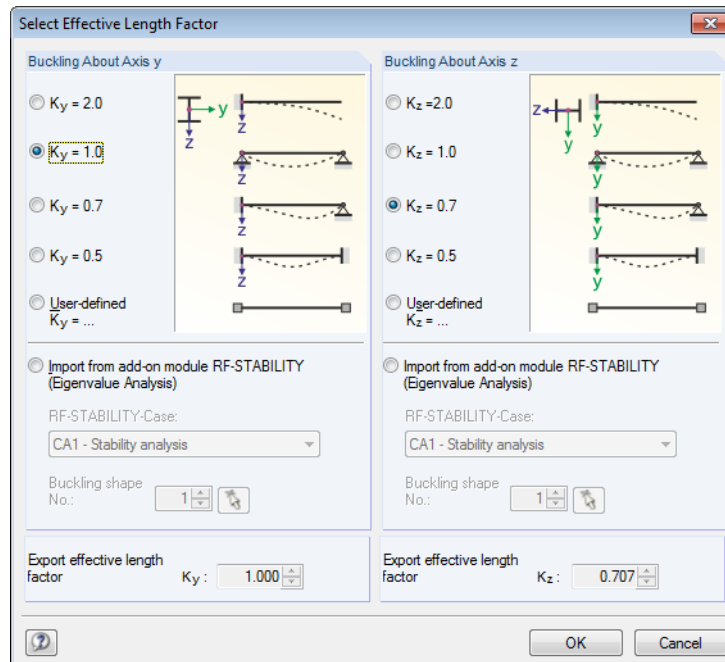 Select Effective Length Factor
Buckling About Axis y
Ky = 2.0
Ky = 1.0
Ky = 0.7
Ky = 0.5
User-defined
Ky = ...
y
z
z
z
z
z
Import from add-on module RF-STABILITY
(Eigenvalue Analysis)
RF-STABILITY-Case:
CA1 - Stability analysis
Buckling shape
No.:
1
Export effective length
factor
Ky :
1.000
Buckling About Axis z
Kz =2.0
Kz = 1.0
Kz = 0.7
Kz = 0.5
User-defined
Kz = ...
z
y
y
y
y
y
Import from add-on module RF-STABILITY
(Eigenvalue Analysis)
RF-STABILITY-Case:
CA1 - Stability analysis
Buckling shape
No.:
1
Export effective length
factor
Kz :
0.707
OK
Cancel